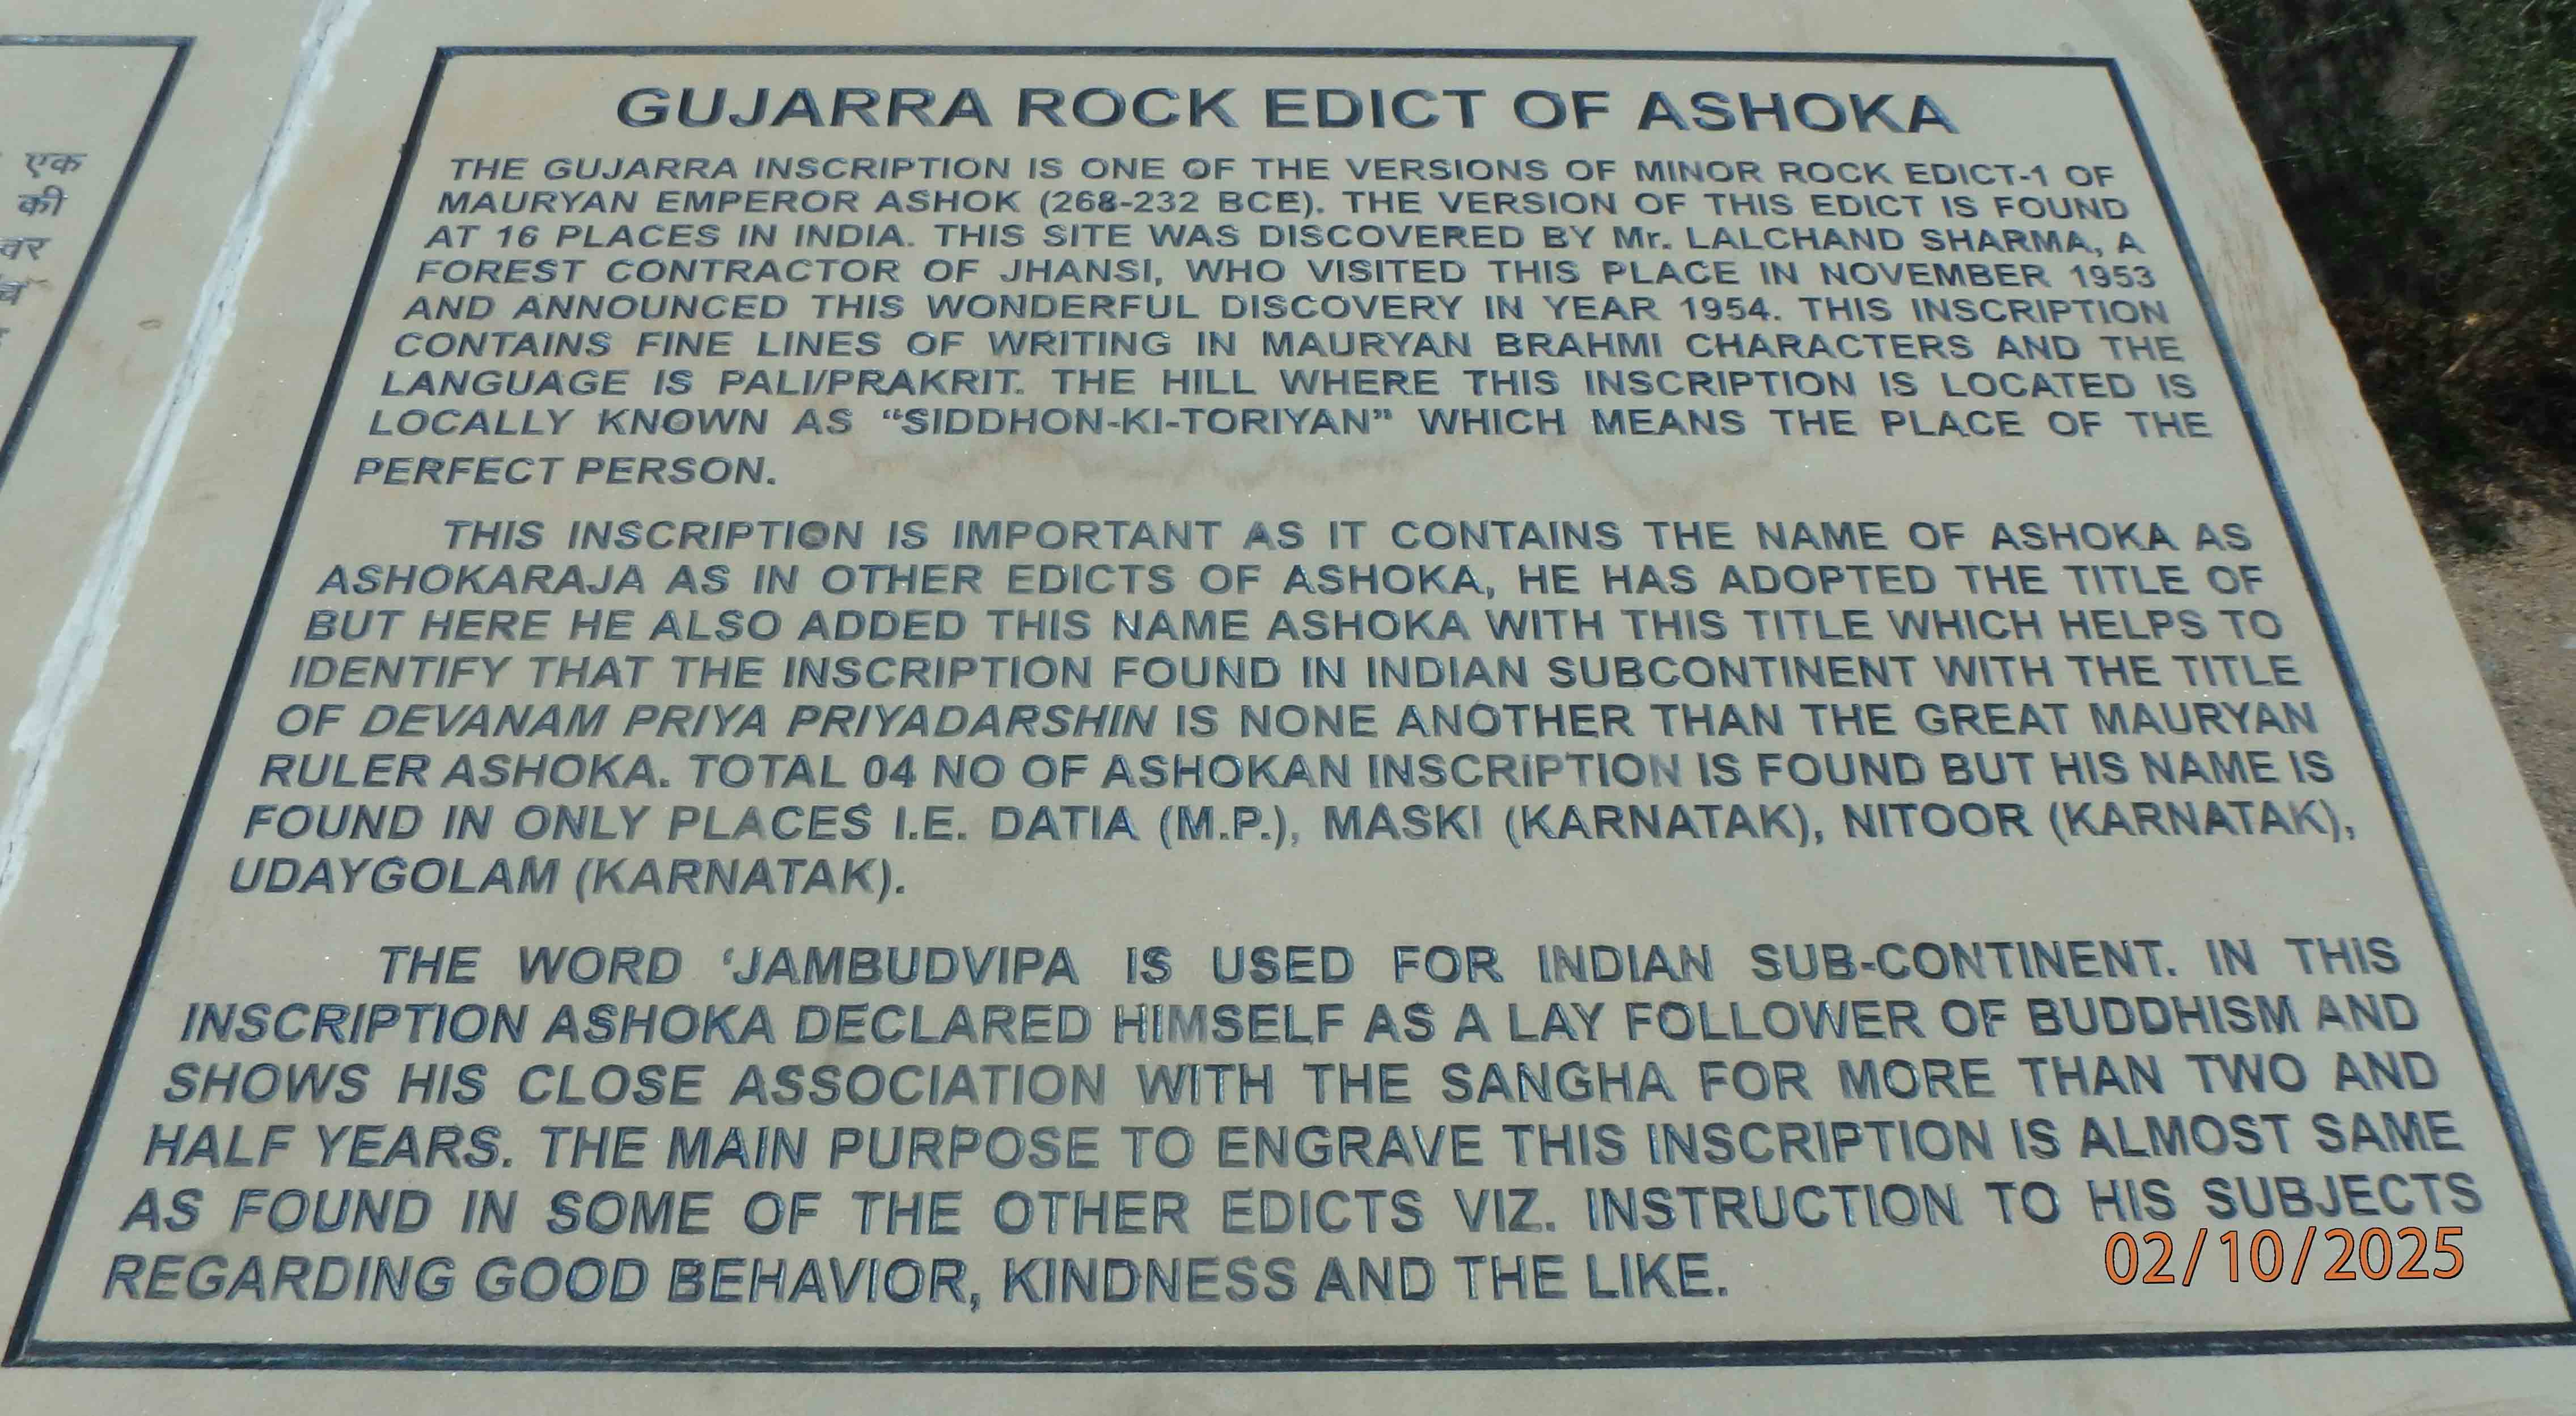 एक
की
GUJARRA ROCK EDICT OF ASHOKA
THE GUJARRA INSCRIPTION IS ONE OF THE VERSIONS OF MINOR ROCK EDICT-1 OF
MAURYAN EMPEROR ASHOK (268-232 BCE). THE VERSION OF THIS EDICT IS FOUND
AT 16 PLACES IN INDIA. THIS SITE WAS DISCOVERED BY Mr. LALCHAND SHARMA, A
FOREST CONTRACTOR OF JHANSI, WHO VISITED THIS PLACE IN NOVEMBER 1953
AND ANNOUNCED THIS WONDERFUL DISCOVERY IN YEAR 1954. THIS INSCRIPTION
CONTAINS FINE LINES OF WRITING IN MAURYAN BRAHMI CHARACTERS AND THE
LANGUAGE IS PALI/PRAKRIT. THE HILL WHERE THIS INSCRIPTION IS LOCATED IS
LOCALLY KNOWN AS “SIDDHON-KI-TORIYAN” WHICH MEANS THE PLACE OF THE
PERFECT PERSON.
THIS INSCRIPTION IS IMPORTANT AS IT CONTAINS THE NAME OF ASHOKA AS
ASHOKARAJA AS IN OTHER EDICTS OF ASHOKA, HE HAS ADOPTED THE TITLE OF
BUT HERE HE ALSO ADDED THIS NAME ASHOKA WITH THIS TITLE WHICH HELPS TO
IDENTIFY THAT THE INSCRIPTION FOUND IN INDIAN SUBCONTINENT WITH THE TITLE
OF DEVANAM PRIYA PRIYADARSHIN IS NONE ANOTHER THAN THE GREAT MAURYAN
RULER ASHOKA. TOTAL 04 NO OF ASHOKAN INSCRIPTION IS FOUND BUT HIS NAME IS
FOUND IN ONLY PLACES I.E. DATIA (M.P.), MASKI (KARNATAK), NITOOR (KARNATAK),
UDAYGOLAM (KARNATAK).
THE WORD ‘JAMBUDVIPA IS USED FOR INDIAN SUB-CONTINENT. IN THIS
INSCRIPTION ASHOKA DECLARED HIMSELF AS A LAY FOLLOWER OF BUDDHISM AND
SHOWS HIS CLOSE ASSOCIATION WITH THE SANGHA FOR MORE THAN TWO AND
HALF YEARS. THE MAIN PURPOSE TO ENGRAVE THIS INSCRIPTION IS ALMOST SAME
AS FOUND IN SOME OF THE OTHER EDICTS VIZ. INSTRUCTION TO HIS SUBJECTS
REGARDING GOOD BEHAVIOR, KINDNESS AND THE LIKE.
02/10/2025